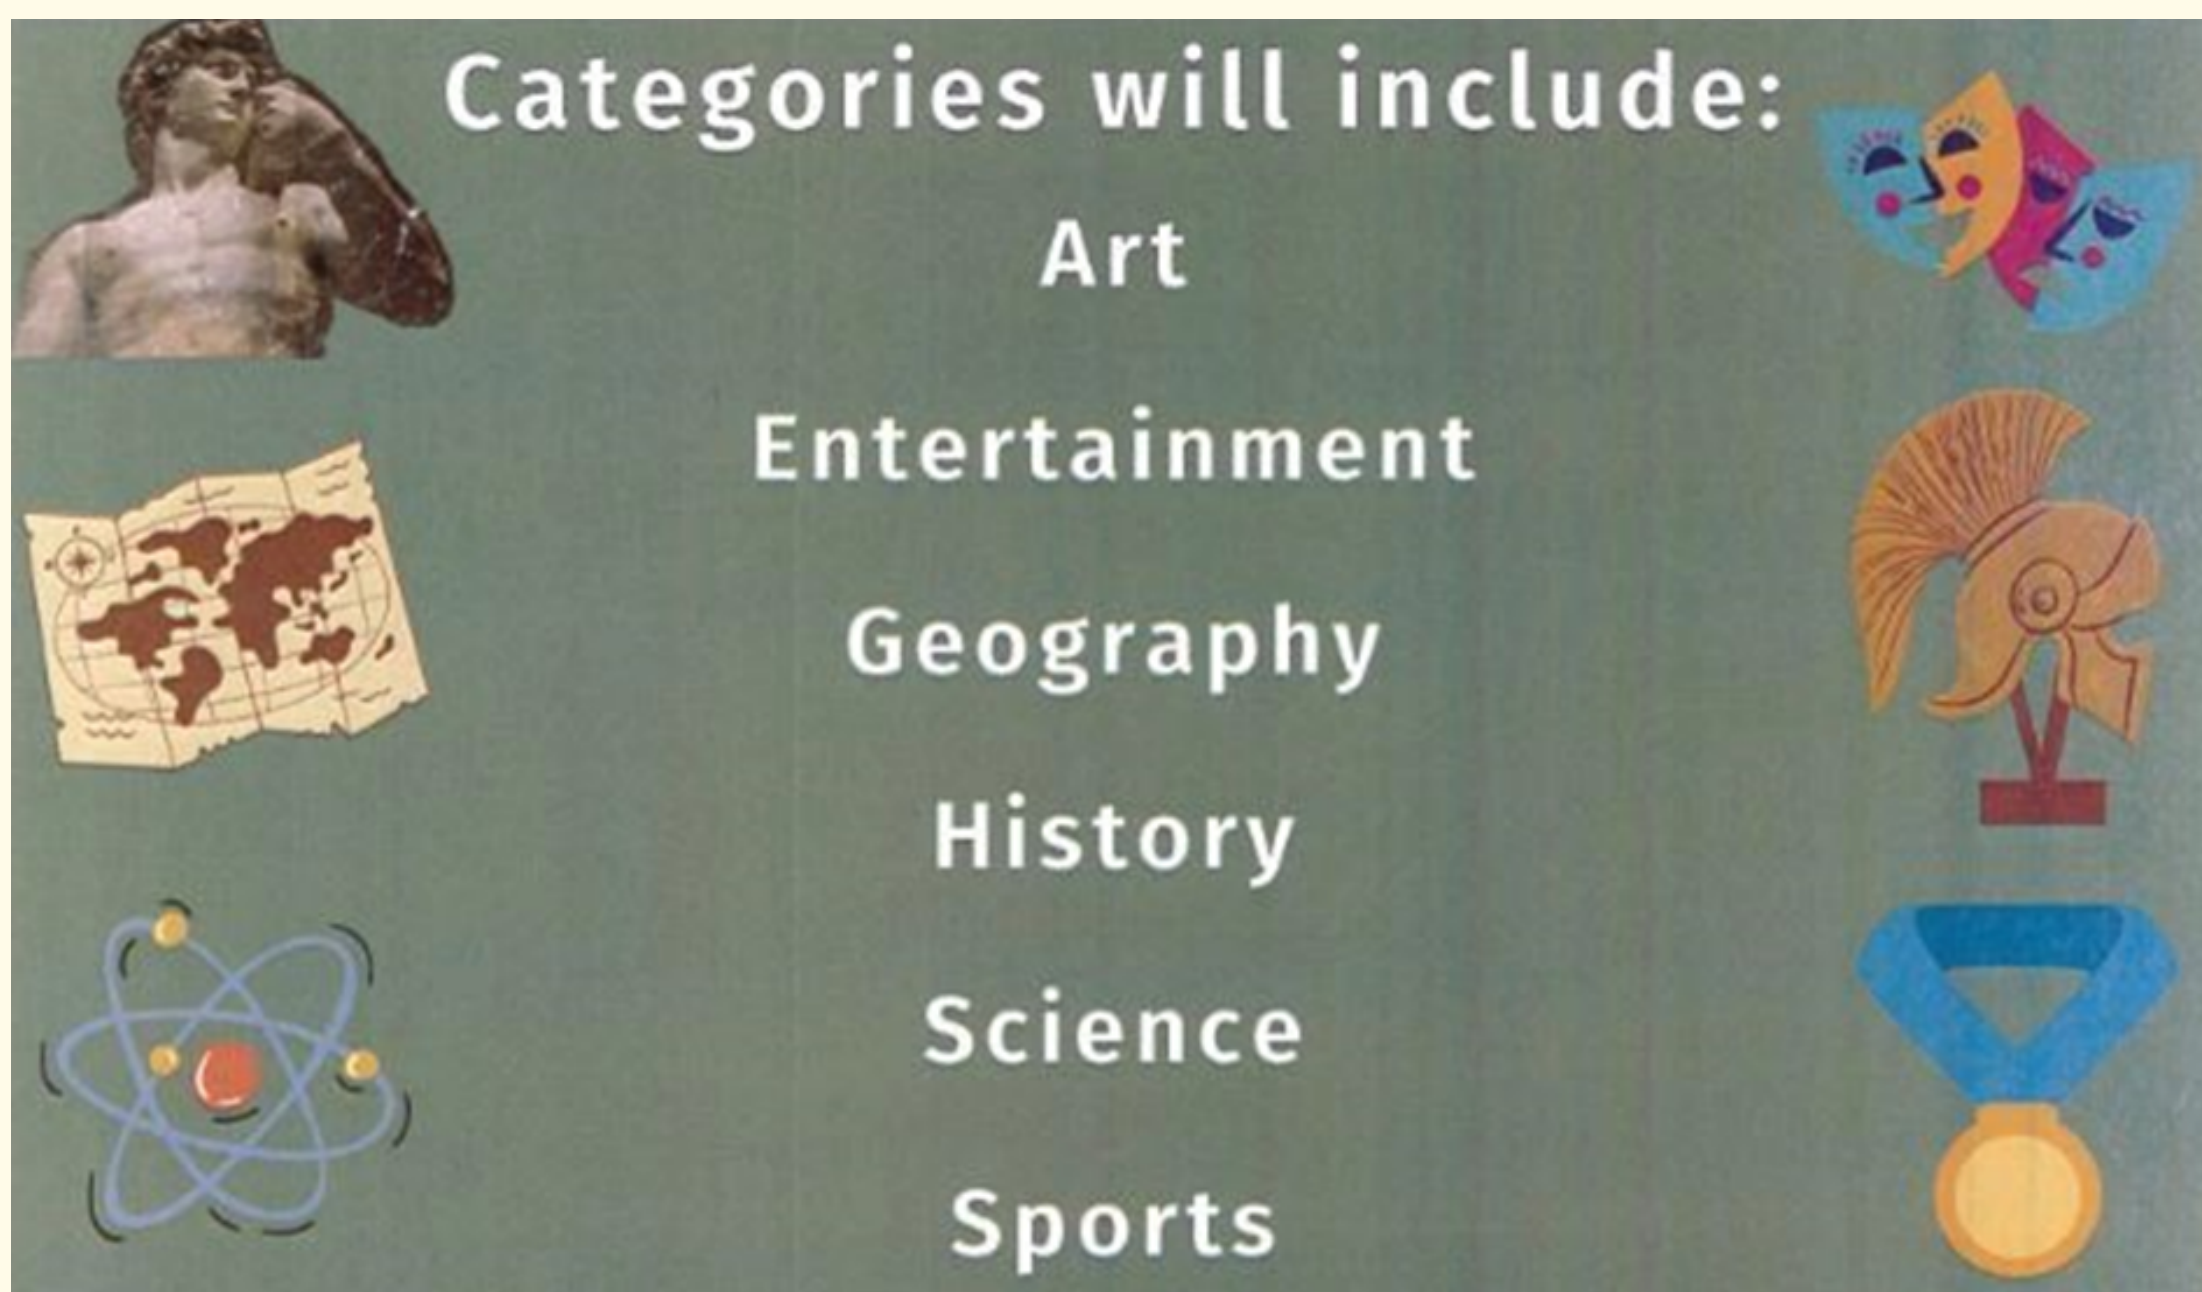 Categories will include:
Art
Entertainment
Geography
History
Science
Sports